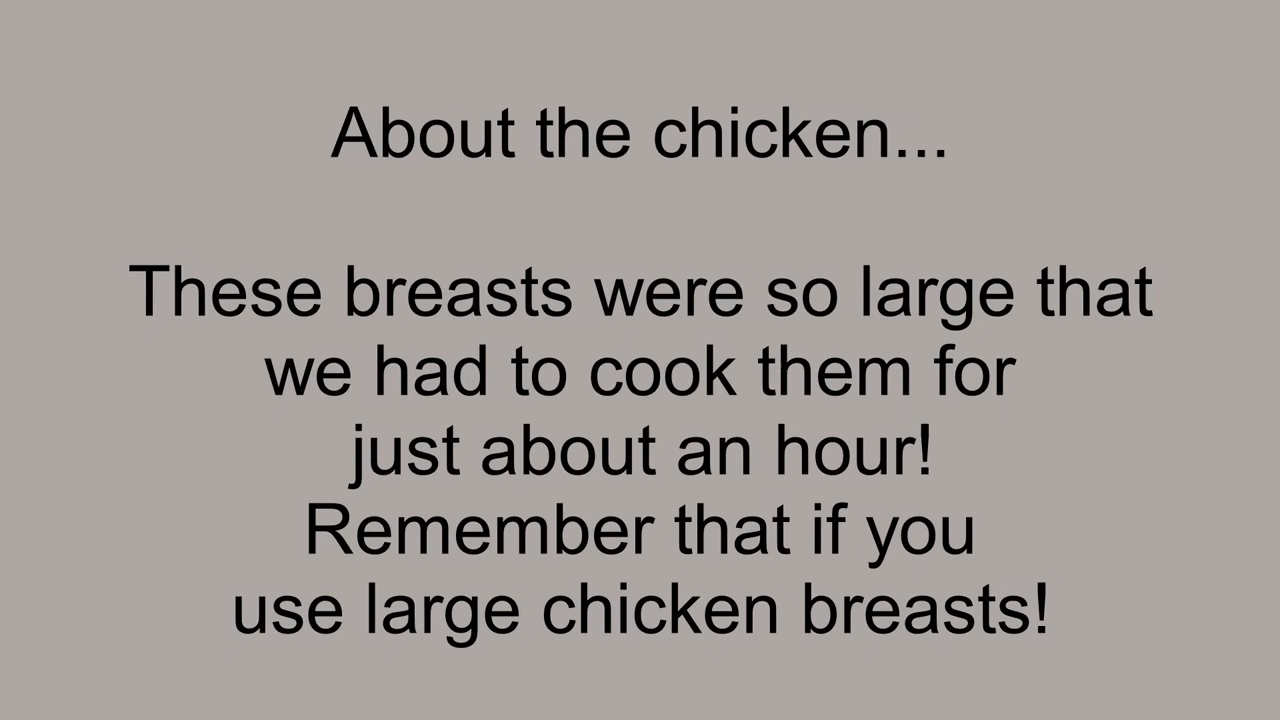 About the chicken...
These breasts were so large that
we had to cook them for
just about an hour!
Remember that if you
use large chicken breasts!